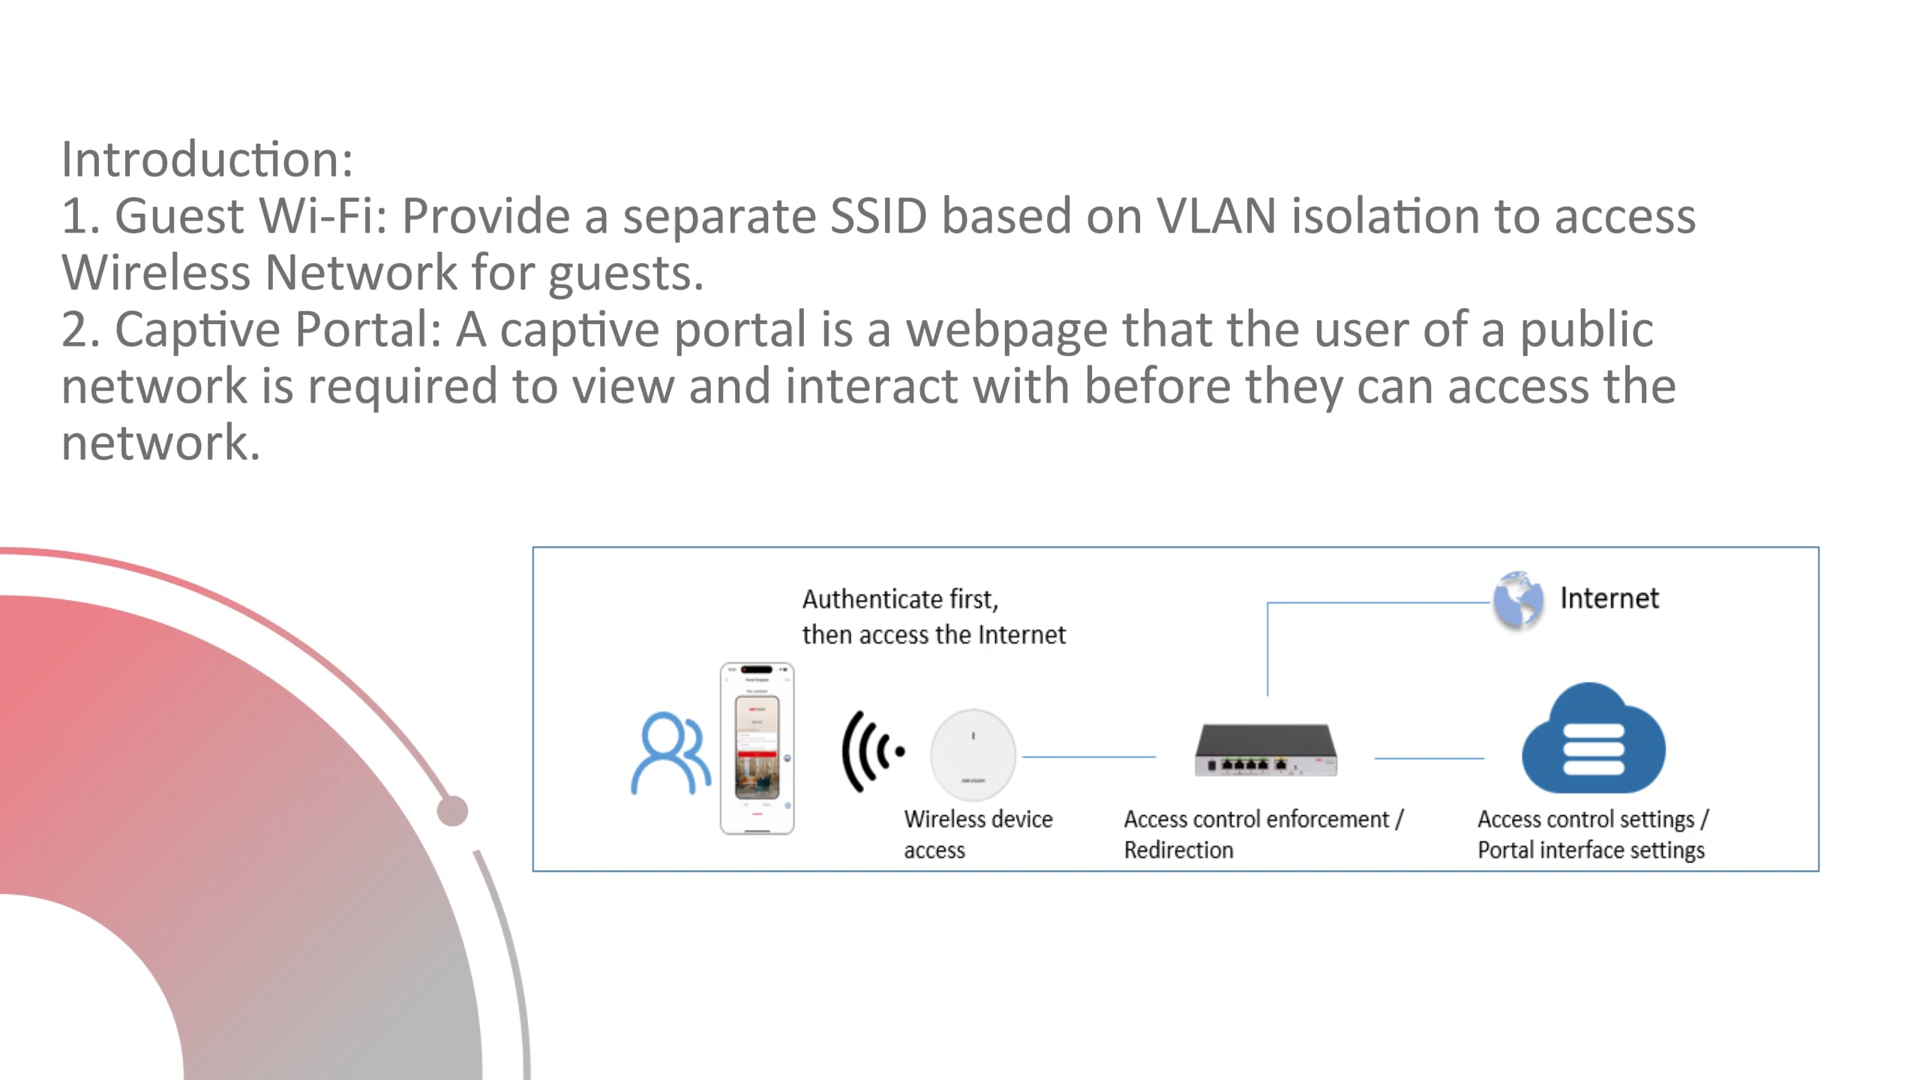 Introduction:
1. Guest Wi-Fi: Provide a separate SSID based on VLAN isolation to access
Wireless Network for guests.
2. Captive Portal: A captive portal is a webpage that the user of a public
network is required to view and interact with before they can access the
network.
Authenticate first,
then access the Internet
Internet
Wireless device
access
Access control enforcement /
Redirection
Access control settings /
Portal interface settings